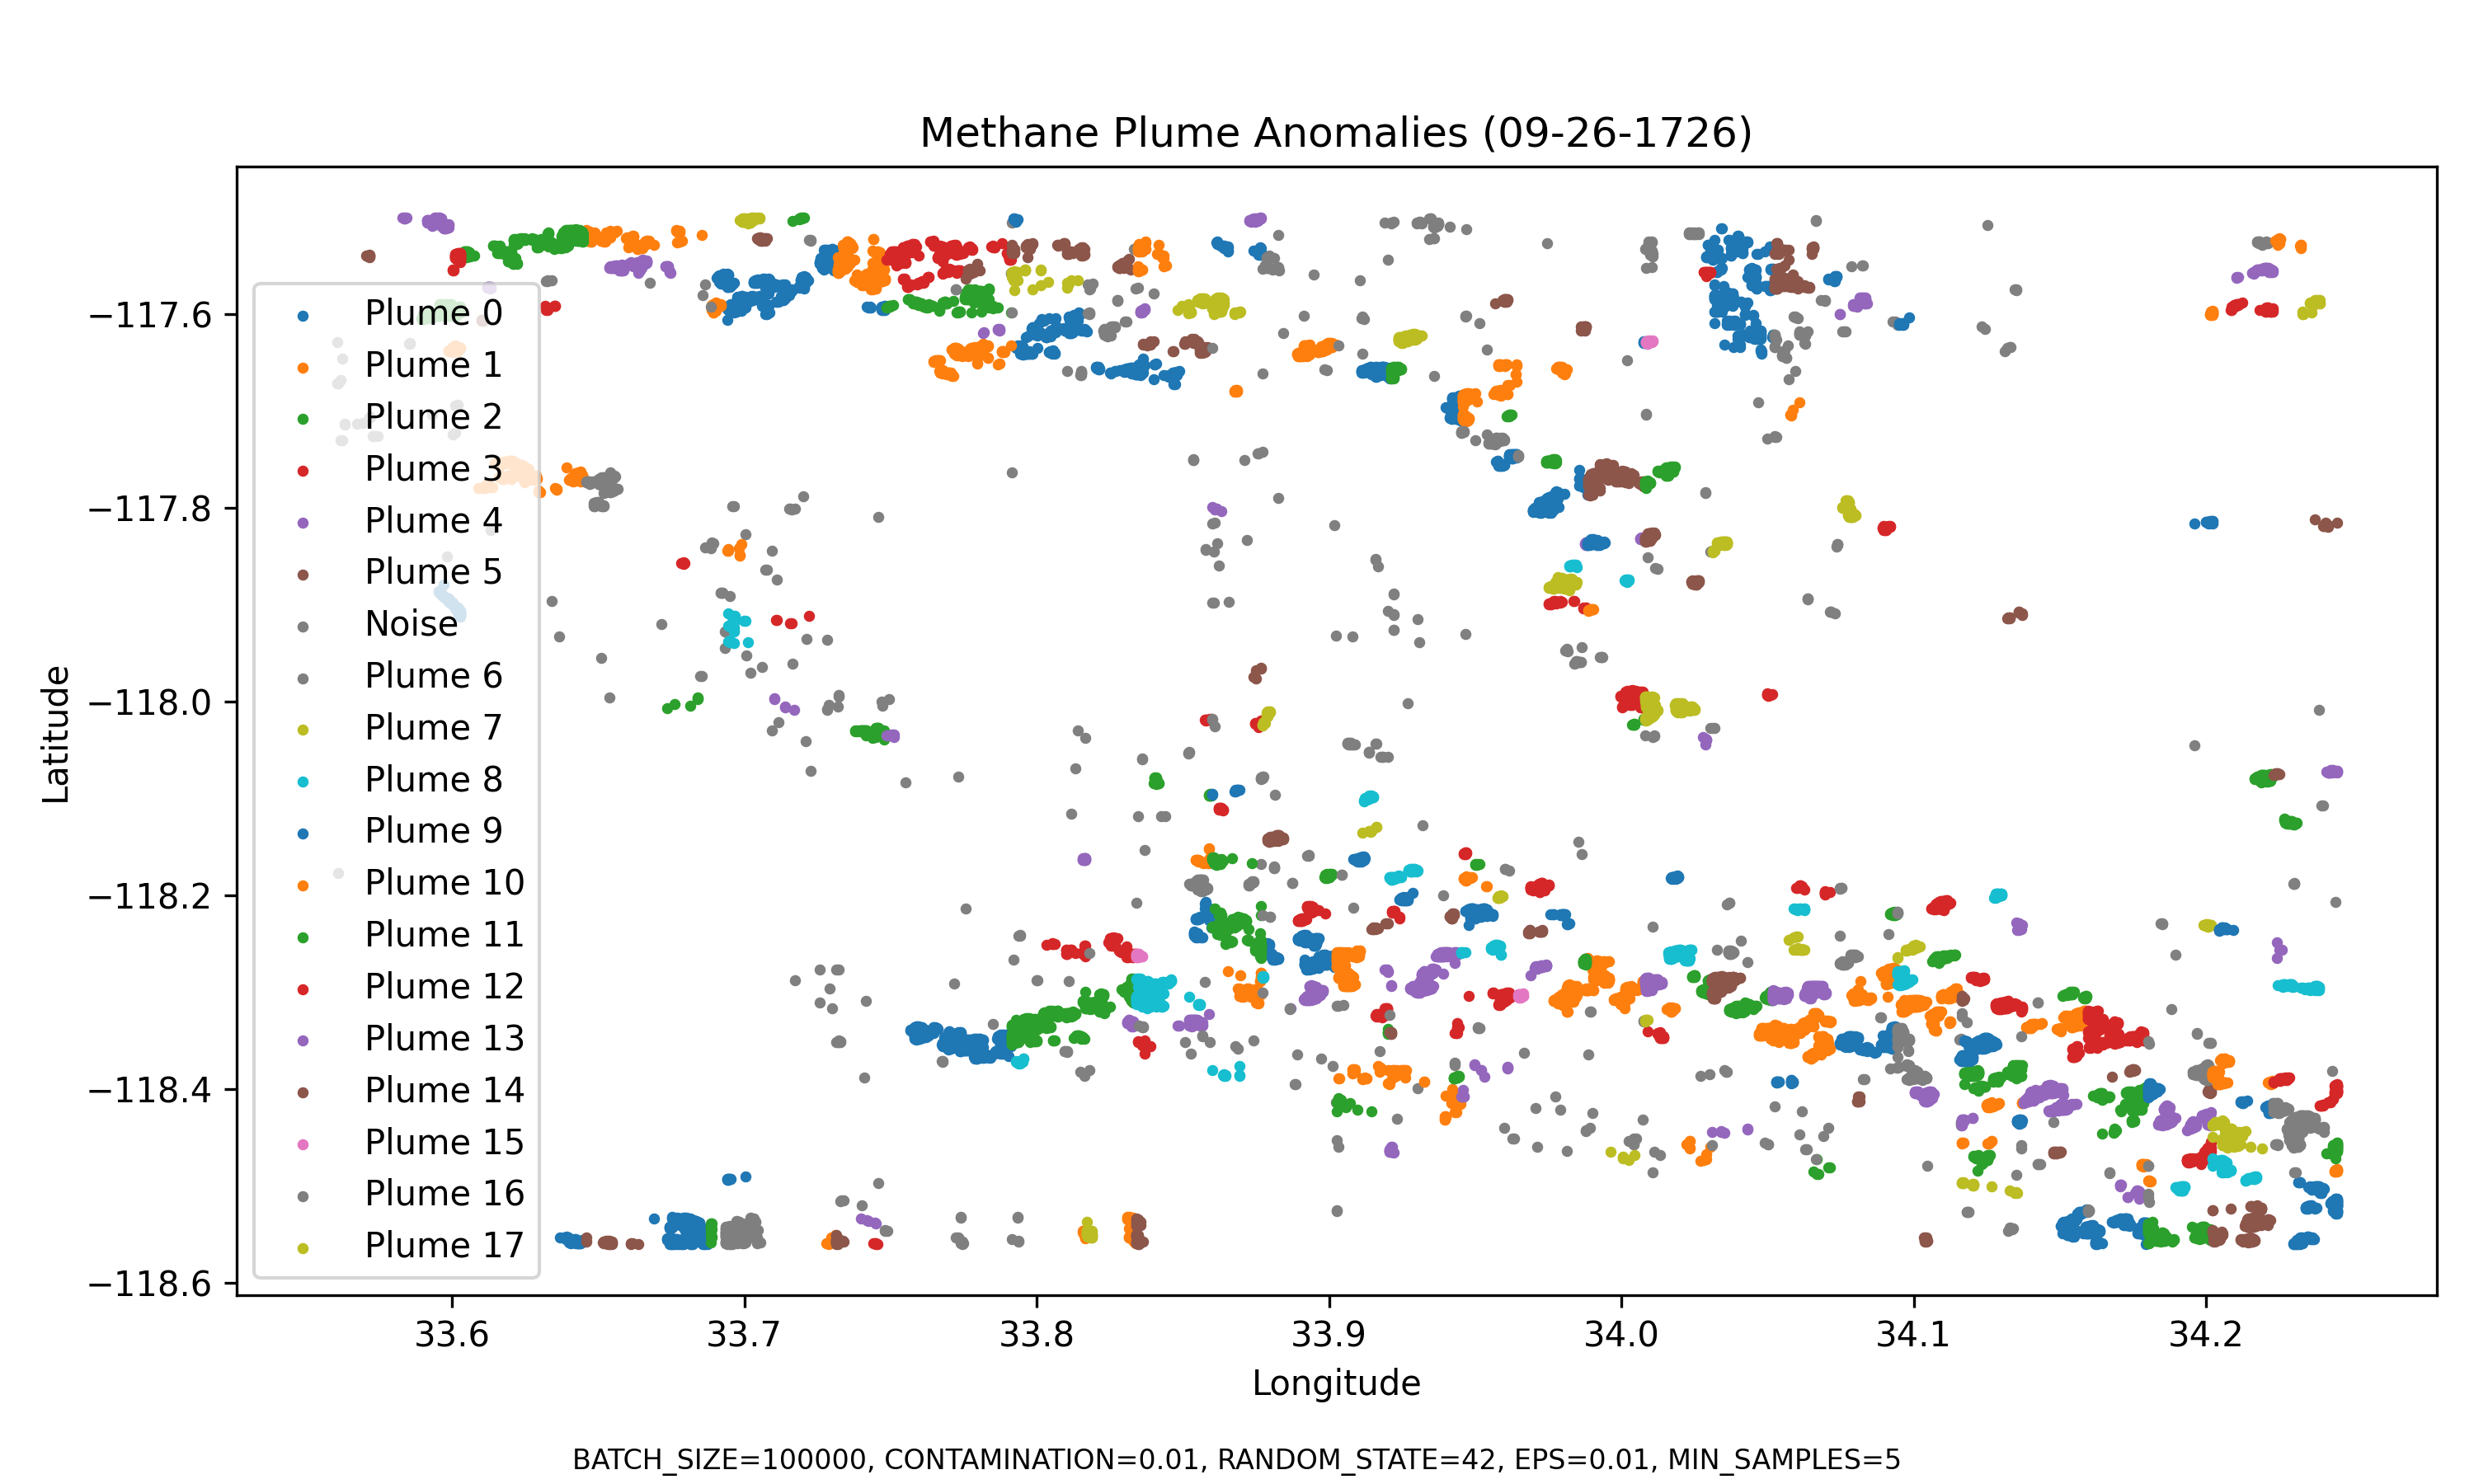 Methane Plume Anomalies (09-26-1726)
Latitude
−117.6
−117.8
−118.0
−118.2
−118.4
−118.6
Plume 0
Plume 1
Plume 2
Plume 3
Plume 4
Plume 5
Noise
Plume 6
Plume 7
Plume 8
Plume 9
Plume 10
Plume 11
Plume 12
Plume 13
Plume 14
Plume 15
Plume 16
Plume 17
33.6 33.7 33.8 33.9 34.0 34.1 34.2
Longitude
BATCH_SIZE=100000, CONTAMINATION=0.01, RANDOM_STATE=42, EPS=0.01, MIN_SAMPLES=5